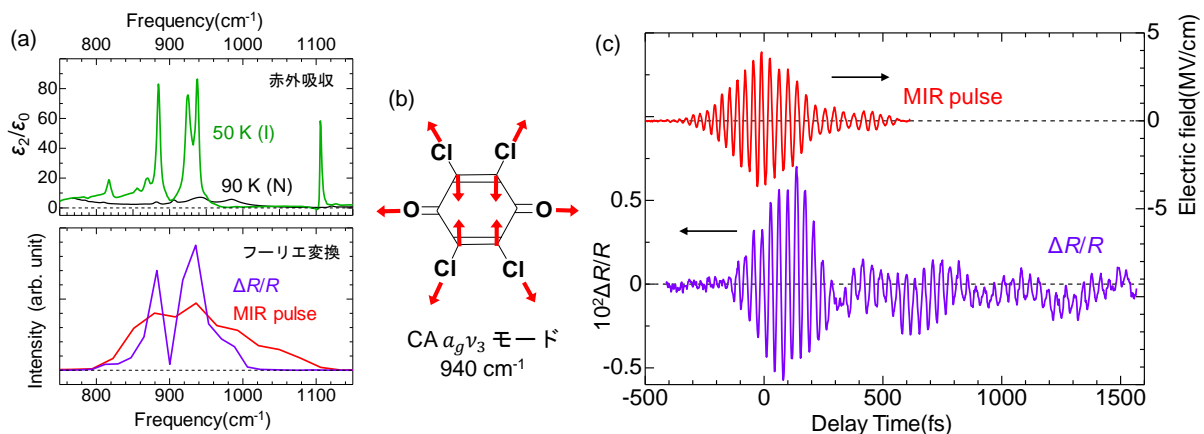 (a)
Frequency(cm⁻¹)
800 900 1000 1100
赤外吸収
80
60
40
20
0
ε₂/ε₀
50 K (I)
90 K (N)
フーリエ変換
ΔR/R
MIR pulse
Intensity (arb. unit)
800 900 1000 1100
Frequency(cm⁻¹)
(b)
Cl Cl
O O
Cl Cl
CA a_gν₃ モード
940 cm⁻¹
(c)
5
0
-5
Electric field(MV/cm)
MIR pulse
0.5
0
-0.5
10²ΔR/R
ΔR/R
-500 0 500 1000 1500
Delay Time(fs)